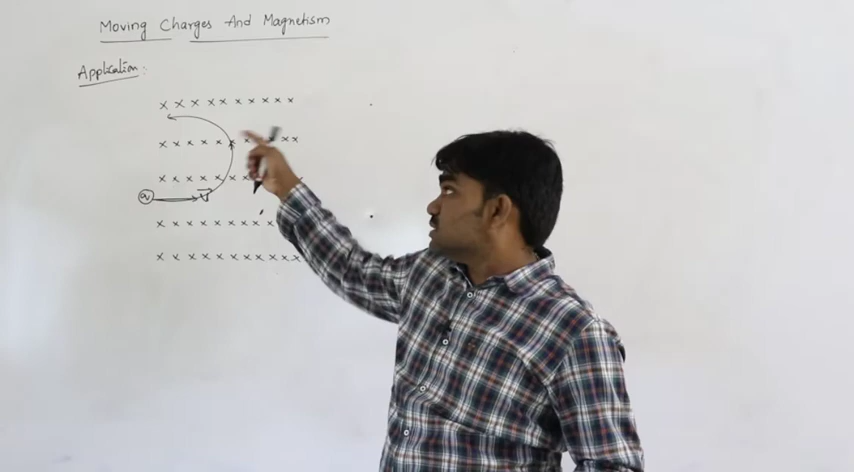 Moving Charges And Magnetism
Application:
x x x x x x x x x x
x x x x x x x x x
x x x x x x x
q v
x x x x x x x x x
x x x x x x x x x x x